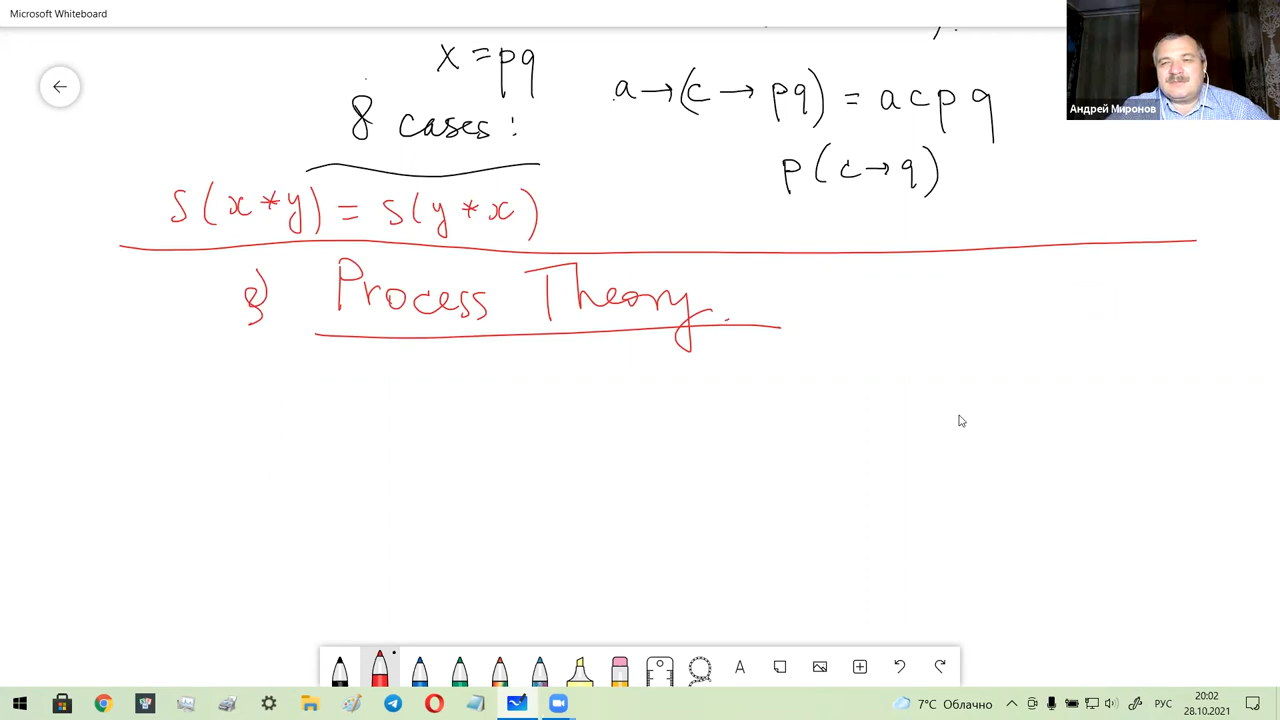 Microsoft Whiteboard
x = pq
a → (c → pq) = acpq
Андрей Миронов
8 cases :
p(c → q)
s(x * y) = s(y * x)
Process Theory.
A
7°C Облачно
РУС
20:02
28.10.2021